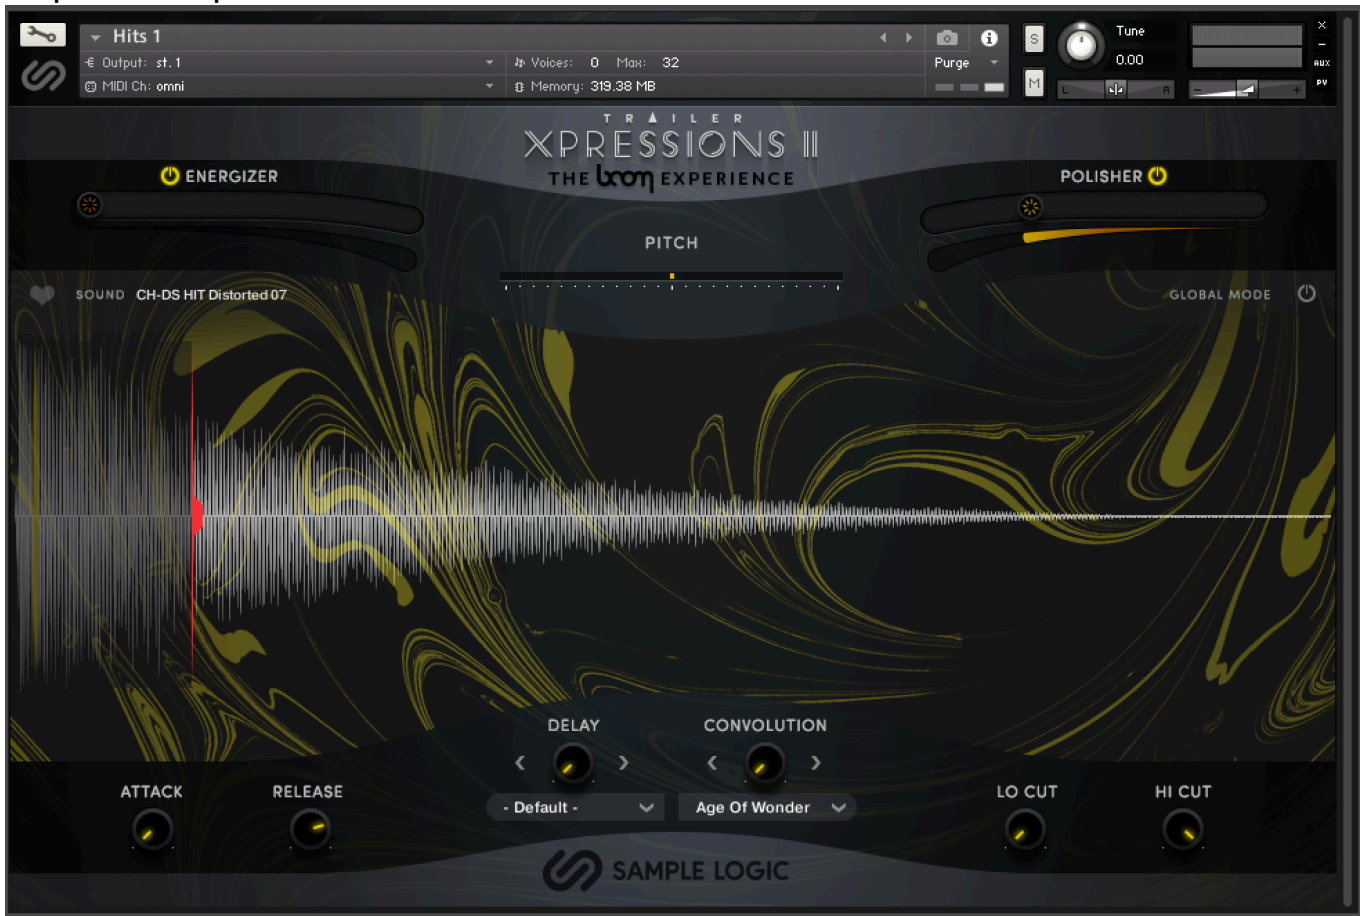 Hits 1
Output: st.1
Voices: 0 Max: 32
Purge
MIDI Ch: omni
Memory: 319.38 MB
S
M
Tune
0.00
L R
- +
×
-
AUX
PV
TRAILER
XPRESSIONS II
THE boom EXPERIENCE
ENERGIZER
POLISHER
PITCH
SOUND CH-DS HIT Distorted 07
GLOBAL MODE
DELAY
CONVOLUTION
- Default -
Age Of Wonder
ATTACK
RELEASE
LO CUT
HI CUT
SAMPLE LOGIC